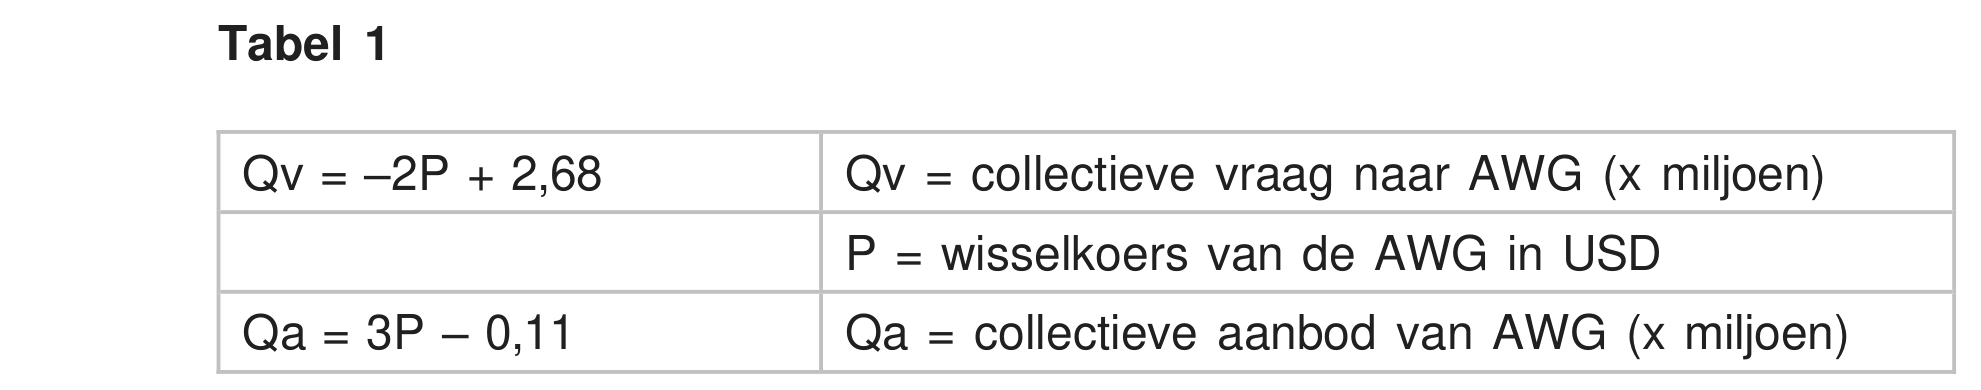 Tabel 1
Qv = –2P + 2,68 Qv = collectieve vraag naar AWG (x miljoen)
P = wisselkoers van de AWG in USD
Qa = 3P – 0,11 Qa = collectieve aanbod van AWG (x miljoen)